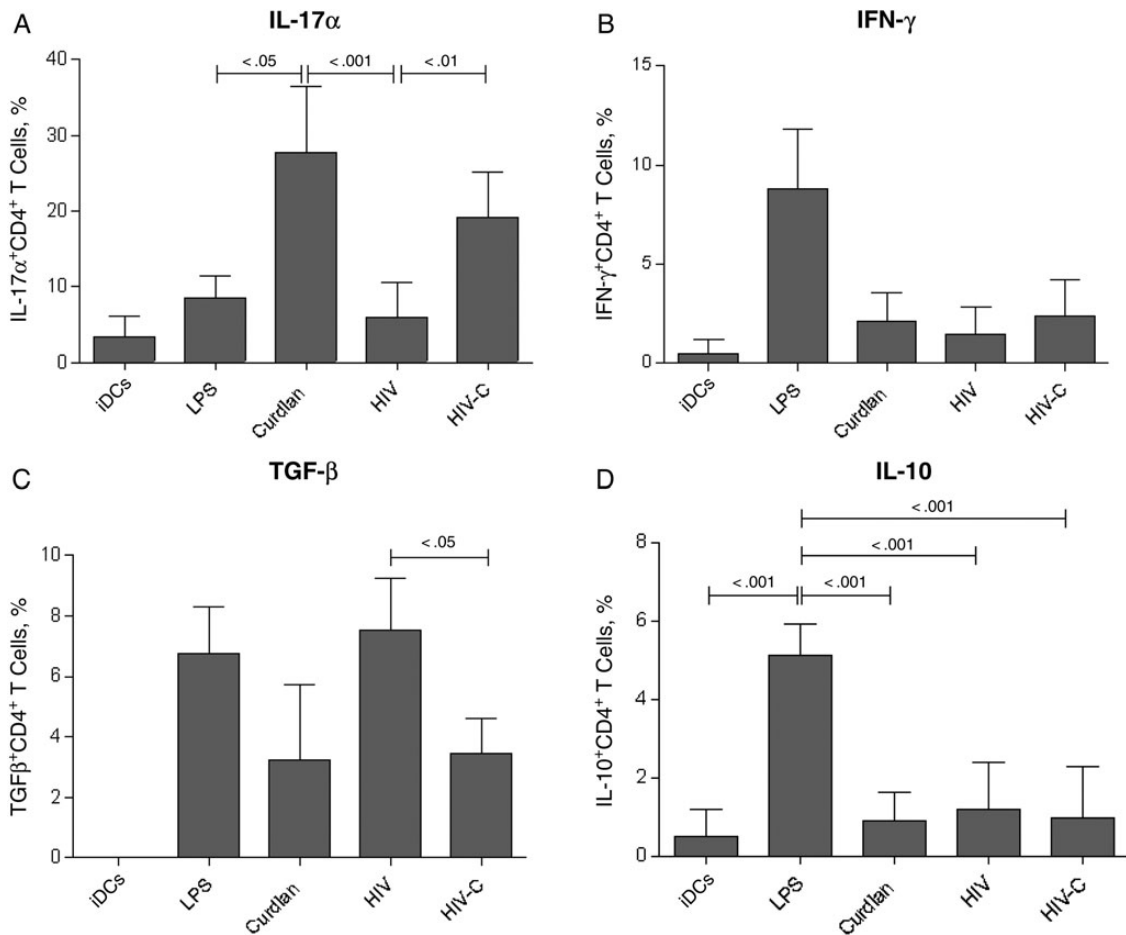 A
IL-17α
IL-17α+CD4+ T Cells, %
40
30
20
10
0
< .05
< .001
< .01
iDCs
LPS
Curdlan
HIV
HIV-C
B
IFN-γ
IFN-γ+CD4+ T Cells, %
15
10
5
0
iDCs
LPS
Curdlan
HIV
HIV-C
C
TGF-β
TGFβ+CD4+ T Cells, %
10
8
6
4
2
0
< .05
iDCs
LPS
Curdlan
HIV
HIV-C
D
IL-10
IL-10+CD4+ T Cells, %
8
6
4
2
0
< .001
< .001
< .001
< .001
iDCs
LPS
Curdlan
HIV
HIV-C